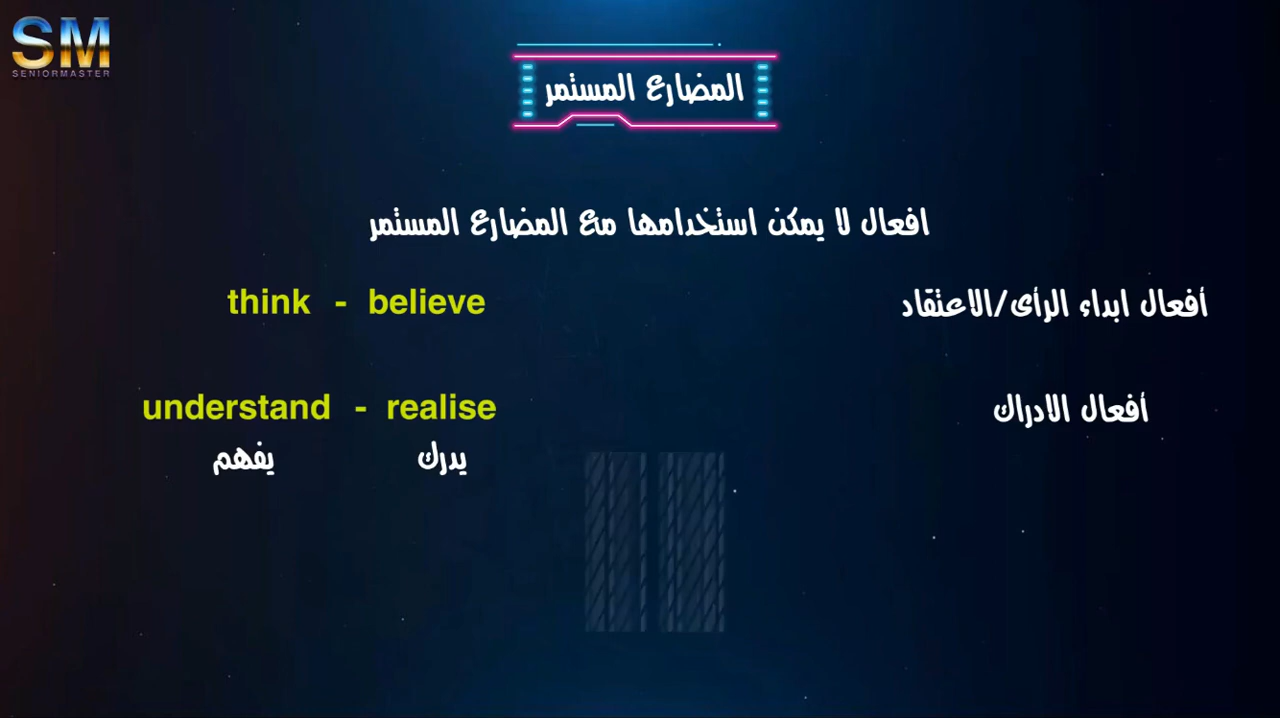 SM
SENIORMASTER
المضارع المستمر
افعال لا يمكن استخدامها مع المضارع المستمر
أفعال ابداء الرأى/الاعتقاد
think - believe
أفعال الادراك
understand - realise
يفهم يدرك